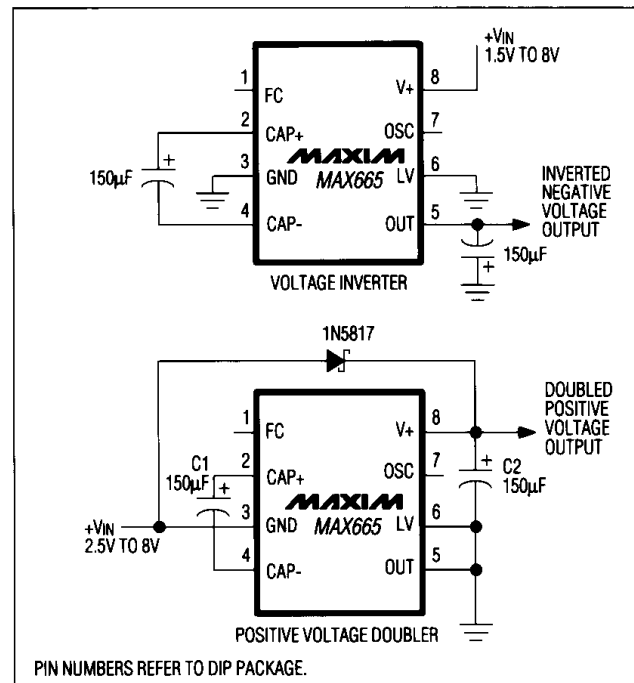 +VIN
1.5V TO 8V
1
FC
V+
8
2
CAP+
OSC
7
150µF
+
3
GND
MAXIM
MAX665
LV
6
4
CAP-
OUT
5
INVERTED
NEGATIVE
VOLTAGE
OUTPUT
150µF
+
VOLTAGE INVERTER
1N5817
1
FC
V+
8
DOUBLED
POSITIVE
VOLTAGE
OUTPUT
C1
150µF
+
2
CAP+
OSC
7
+
C2
150µF
+VIN
2.5V TO 8V
3
GND
MAXIM
MAX665
LV
6
4
CAP-
OUT
5
POSITIVE VOLTAGE DOUBLER
PIN NUMBERS REFER TO DIP PACKAGE.